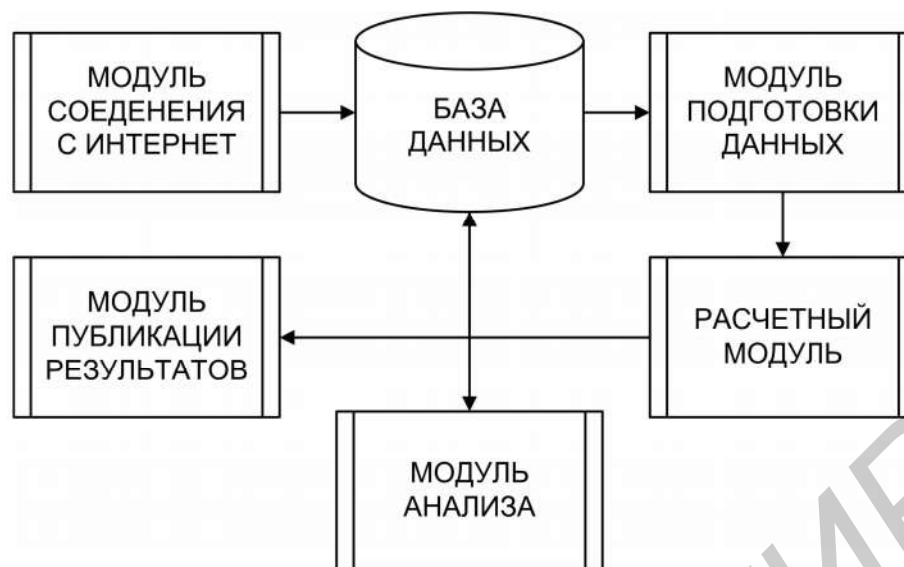 МОДУЛЬ
СОЕДЕНЕНИЯ
С ИНТЕРНЕТ
БАЗА
ДАННЫХ
МОДУЛЬ
ПОДГОТОВКИ
ДАННЫХ
МОДУЛЬ
ПУБЛИКАЦИИ
РЕЗУЛЬТАТОВ
РАСЧЕТНЫЙ
МОДУЛЬ
МОДУЛЬ
АНАЛИЗА